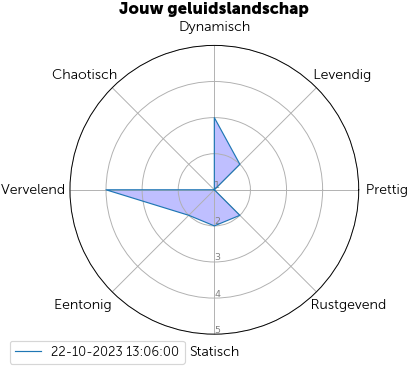 Jouw geluidslandschap
Dynamisch
Chaotisch
Levendig
Vervelend
1
Prettig
2
3
4
Eentonig
Rustgevend
5
22-10-2023 13:06:00
Statisch